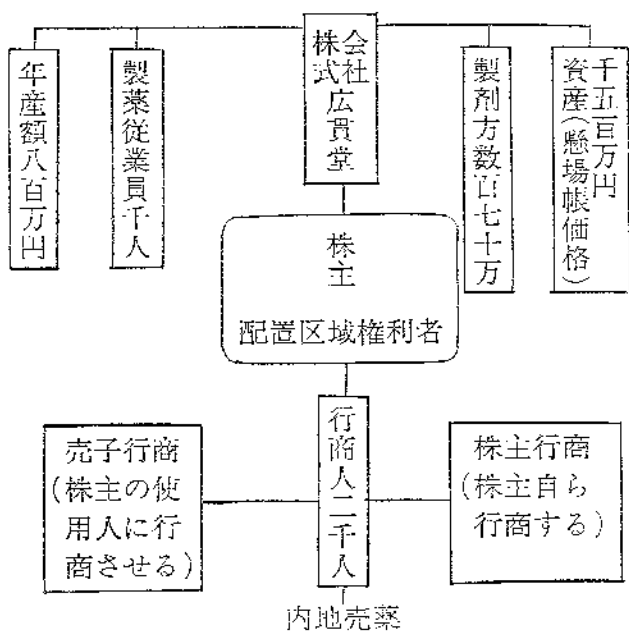 千五百万円
資産(懸場帳価格)
製剤方数百七十万
株式会社広貫堂
製薬従業員千人
年産額八百万円
株主
配置区域権利者
行商人二千人
株主行商
(株主自ら
行商する)
売子行商
(株主の使
用人に行
商させる)
内地売薬